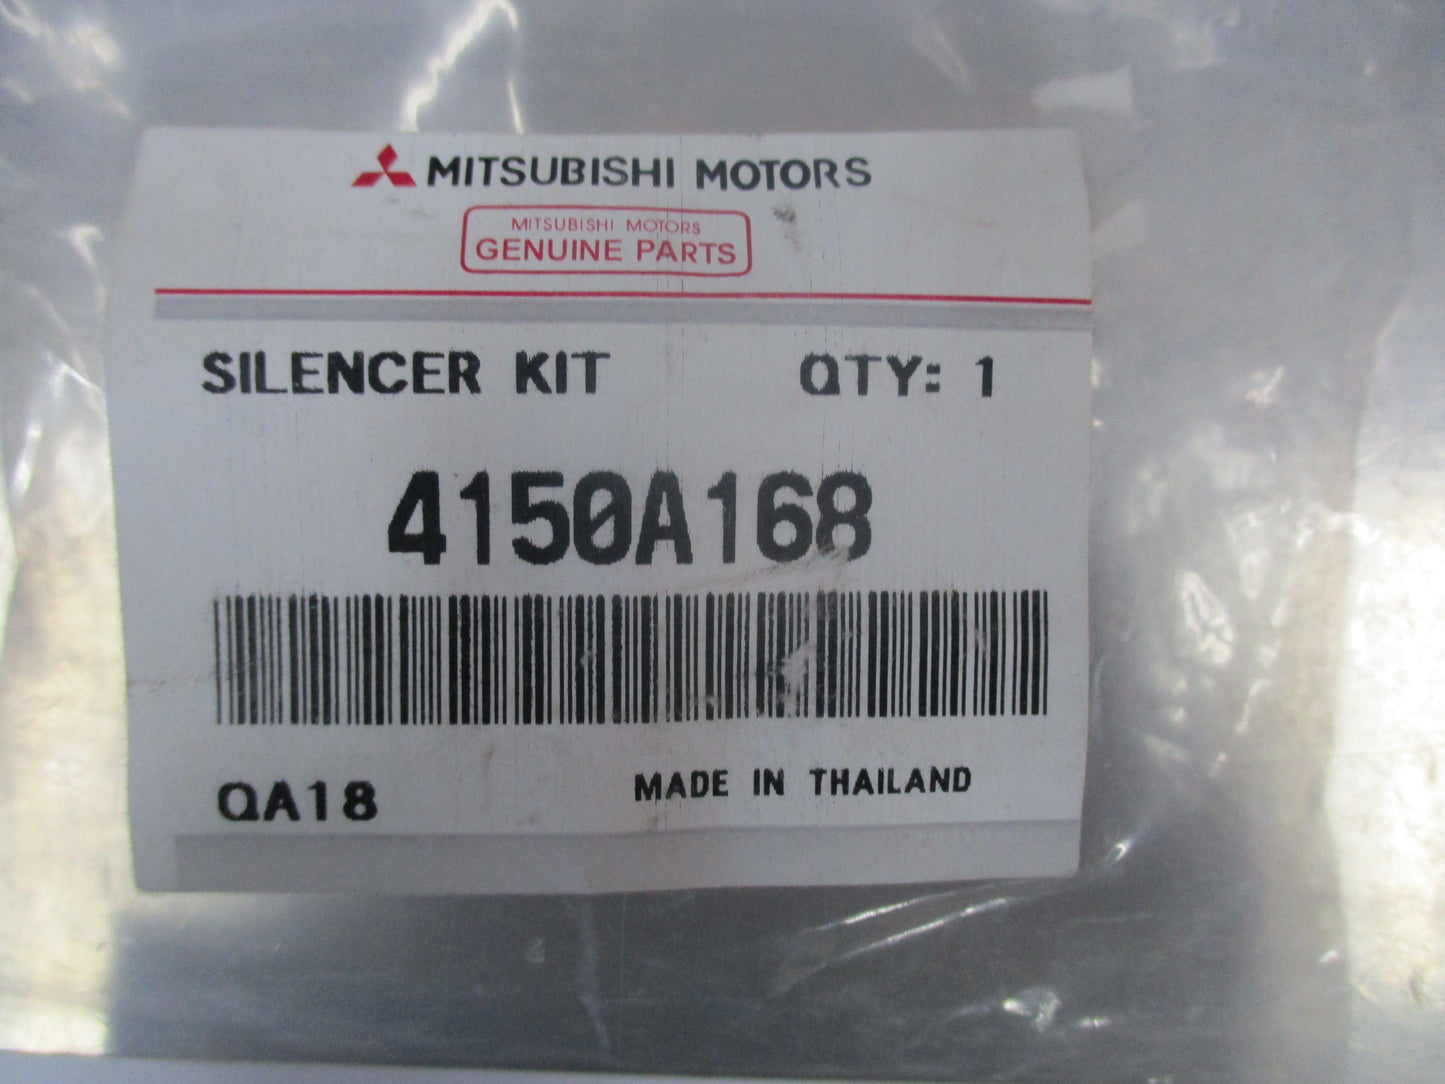 MITSUBISHI MOTORS
MITSUBISHI MOTORS
GENUINE PARTS
SILENCER KIT QTY: 1
4150A168
QA18 MADE IN THAILAND